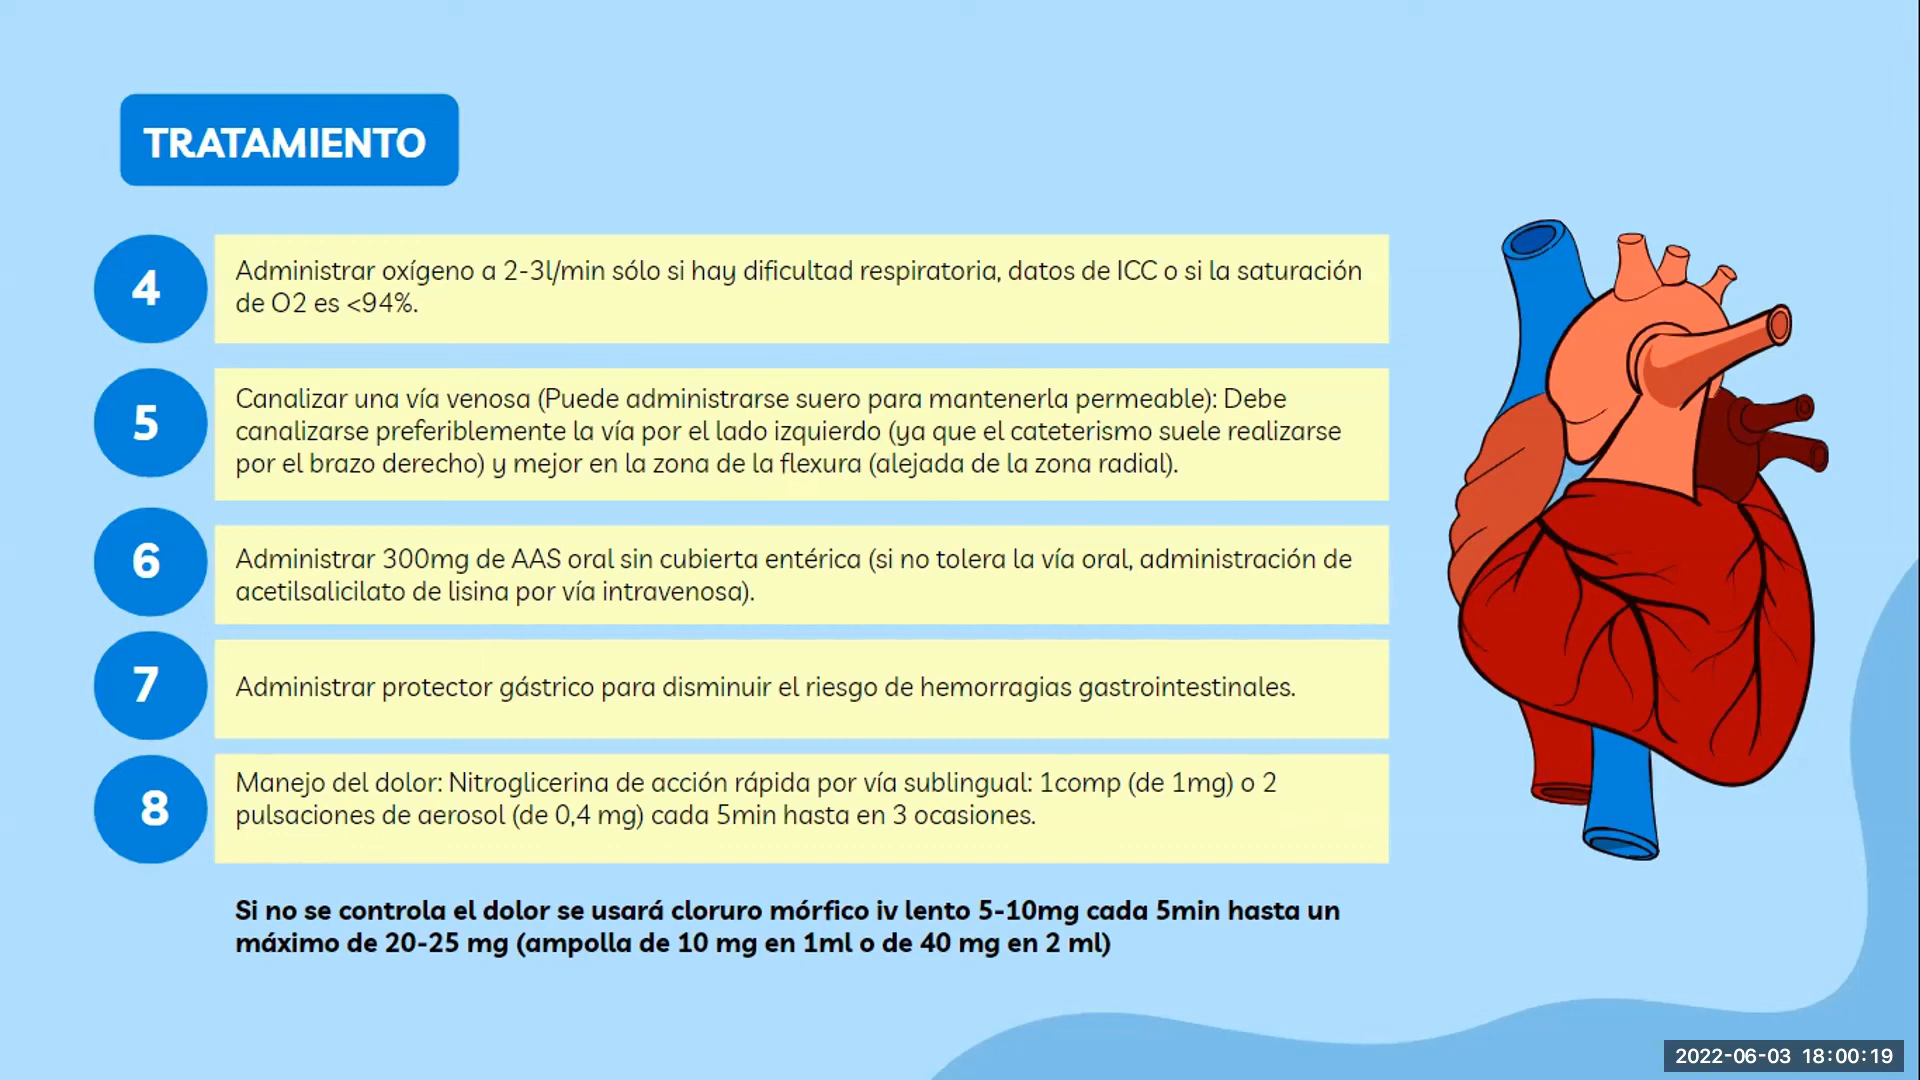 TRATAMIENTO
4
Administrar oxígeno a 2-3l/min sólo si hay dificultad respiratoria, datos de ICC o si la saturación
de O2 es <94%.
5
Canalizar una vía venosa (Puede administrarse suero para mantenerla permeable): Debe
canalizarse preferiblemente la vía por el lado izquierdo (ya que el cateterismo suele realizarse
por el brazo derecho) y mejor en la zona de la flexura (alejada de la zona radial).
6
Administrar 300mg de AAS oral sin cubierta entérica (si no tolera la vía oral, administración de
acetilsalicilato de lisina por vía intravenosa).
7
Administrar protector gástrico para disminuir el riesgo de hemorragias gastrointestinales.
8
Manejo del dolor: Nitroglicerina de acción rápida por vía sublingual: 1comp (de 1mg) o 2
pulsaciones de aerosol (de 0,4 mg) cada 5min hasta en 3 ocasiones.
Si no se controla el dolor se usará cloruro mórfico iv lento 5-10mg cada 5min hasta un
máximo de 20-25 mg (ampolla de 10 mg en 1ml o de 40 mg en 2 ml)
2022-06-03 18:00:19